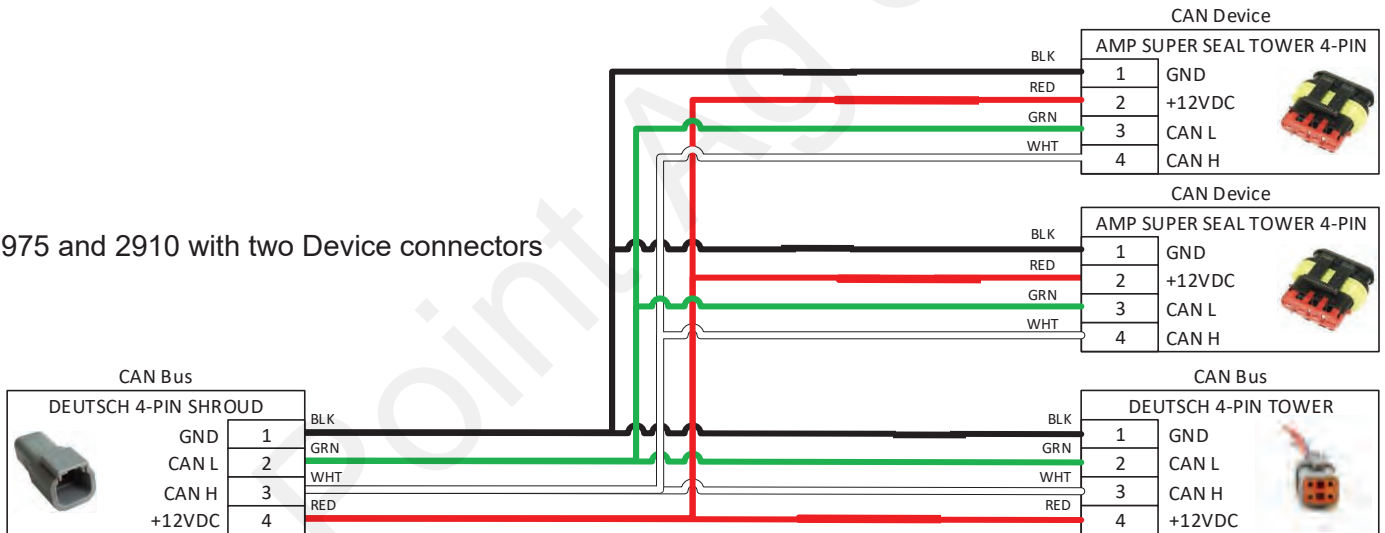 CAN Device
AMP SUPER SEAL TOWER 4-PIN
BLK
1 GND
RED
2 +12VDC
GRN
3 CAN L
WHT
4 CAN H
CAN Device
AMP SUPER SEAL TOWER 4-PIN
BLK
1 GND
RED
2 +12VDC
GRN
3 CAN L
WHT
4 CAN H
975 and 2910 with two Device connectors
CAN Bus
DEUTSCH 4-PIN SHROUD
GND 1 BLK
CAN L 2 GRN
CAN H 3 WHT
+12VDC 4 RED
CAN Bus
DEUTSCH 4-PIN TOWER
BLK
1 GND
GRN
2 CAN L
WHT
3 CAN H
RED
4 +12VDC
Point Ag